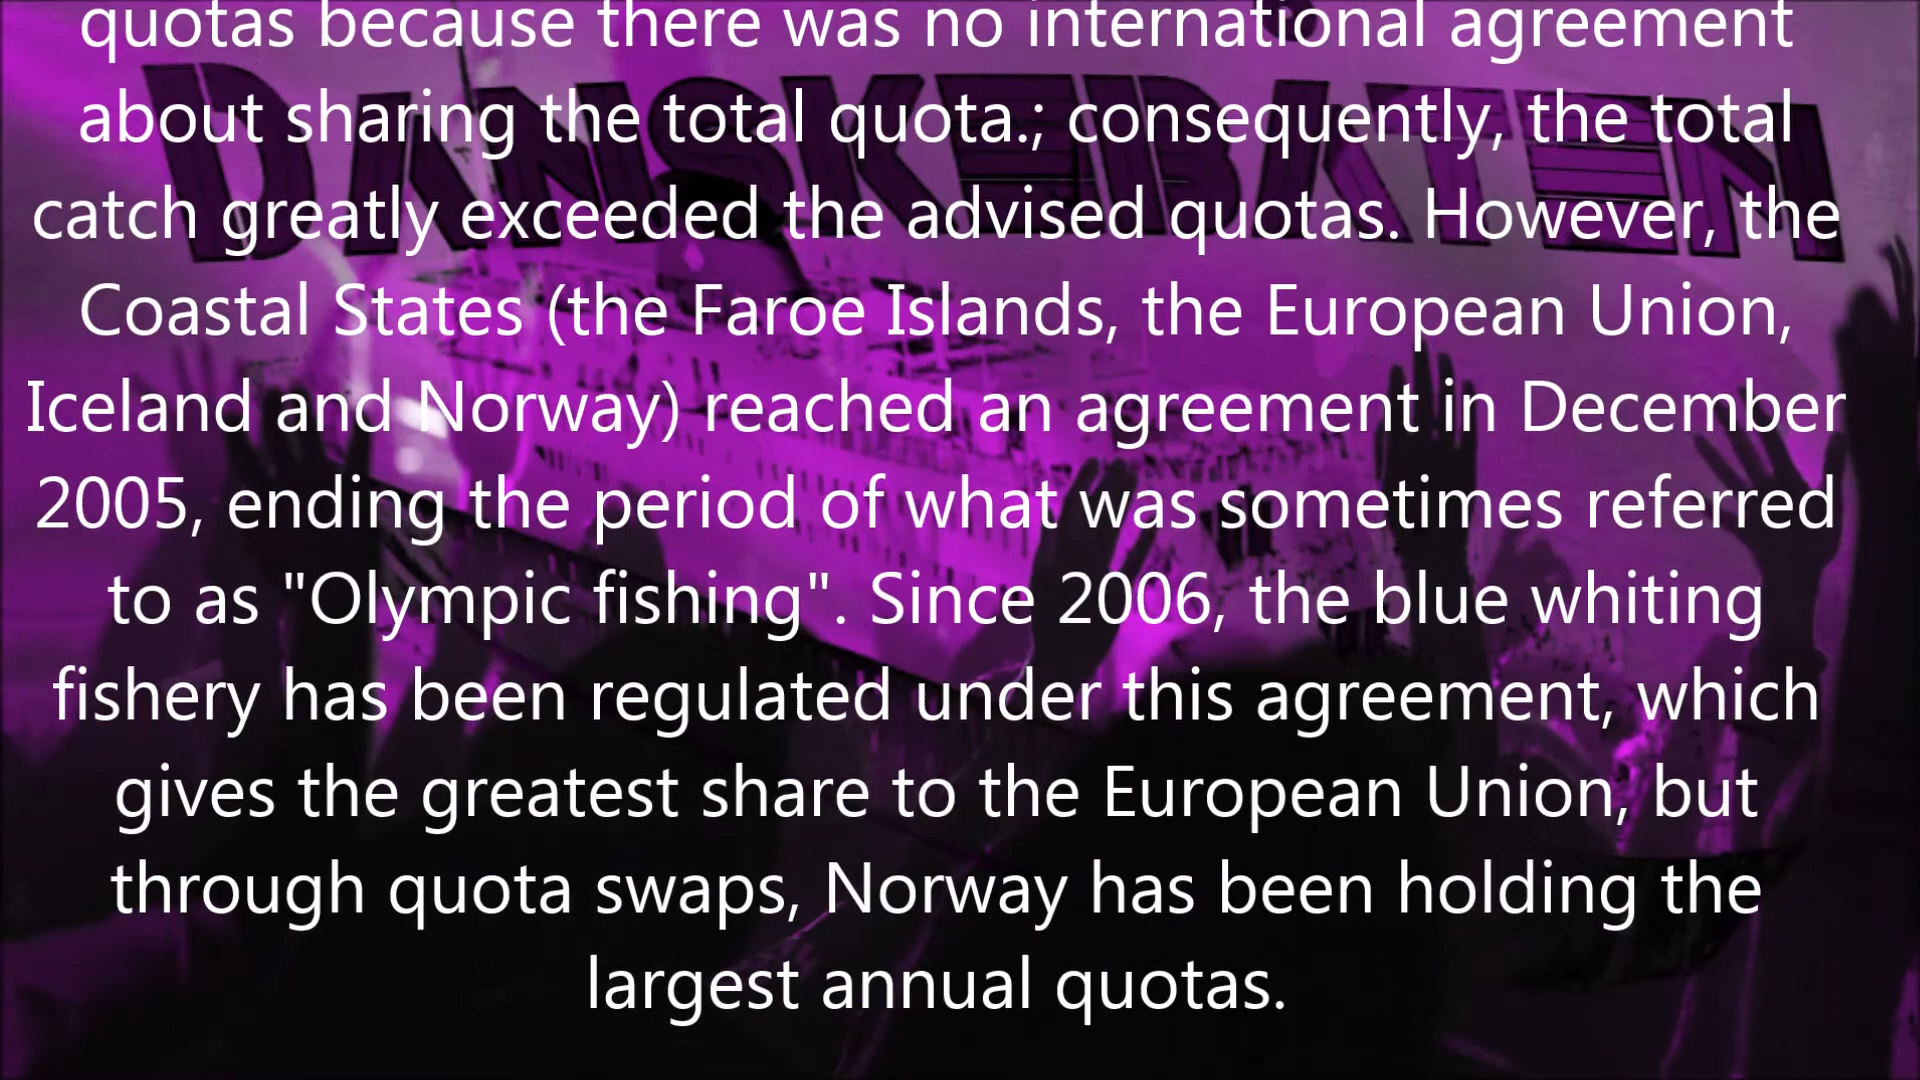 quotas because there was no international agreement
DANSKEBÅTEN
about sharing the total quota.; consequently, the total
catch greatly exceeded the advised quotas. However, the
Coastal States (the Faroe Islands, the European Union,
Iceland and Norway) reached an agreement in December
2005, ending the period of what was sometimes referred
to as "Olympic fishing". Since 2006, the blue whiting
fishery has been regulated under this agreement, which
gives the greatest share to the European Union, but
through quota swaps, Norway has been holding the
largest annual quotas.